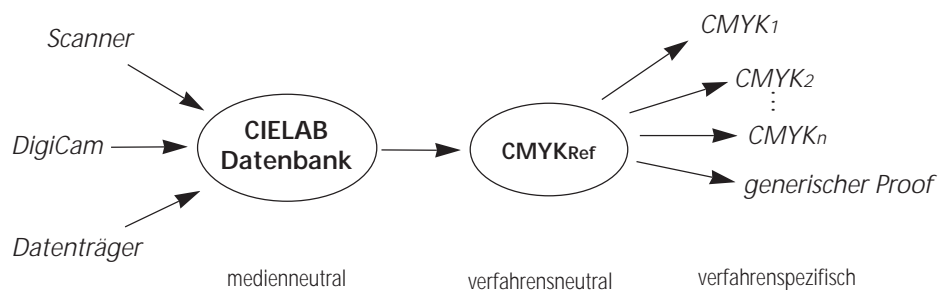 Scanner
DigiCam
Datenträger
CIELAB
Datenbank
CMYKRef
CMYK1
CMYK2
⋮
CMYKn
generischer Proof
medienneutral
verfahrensneutral
verfahrenspezifisch